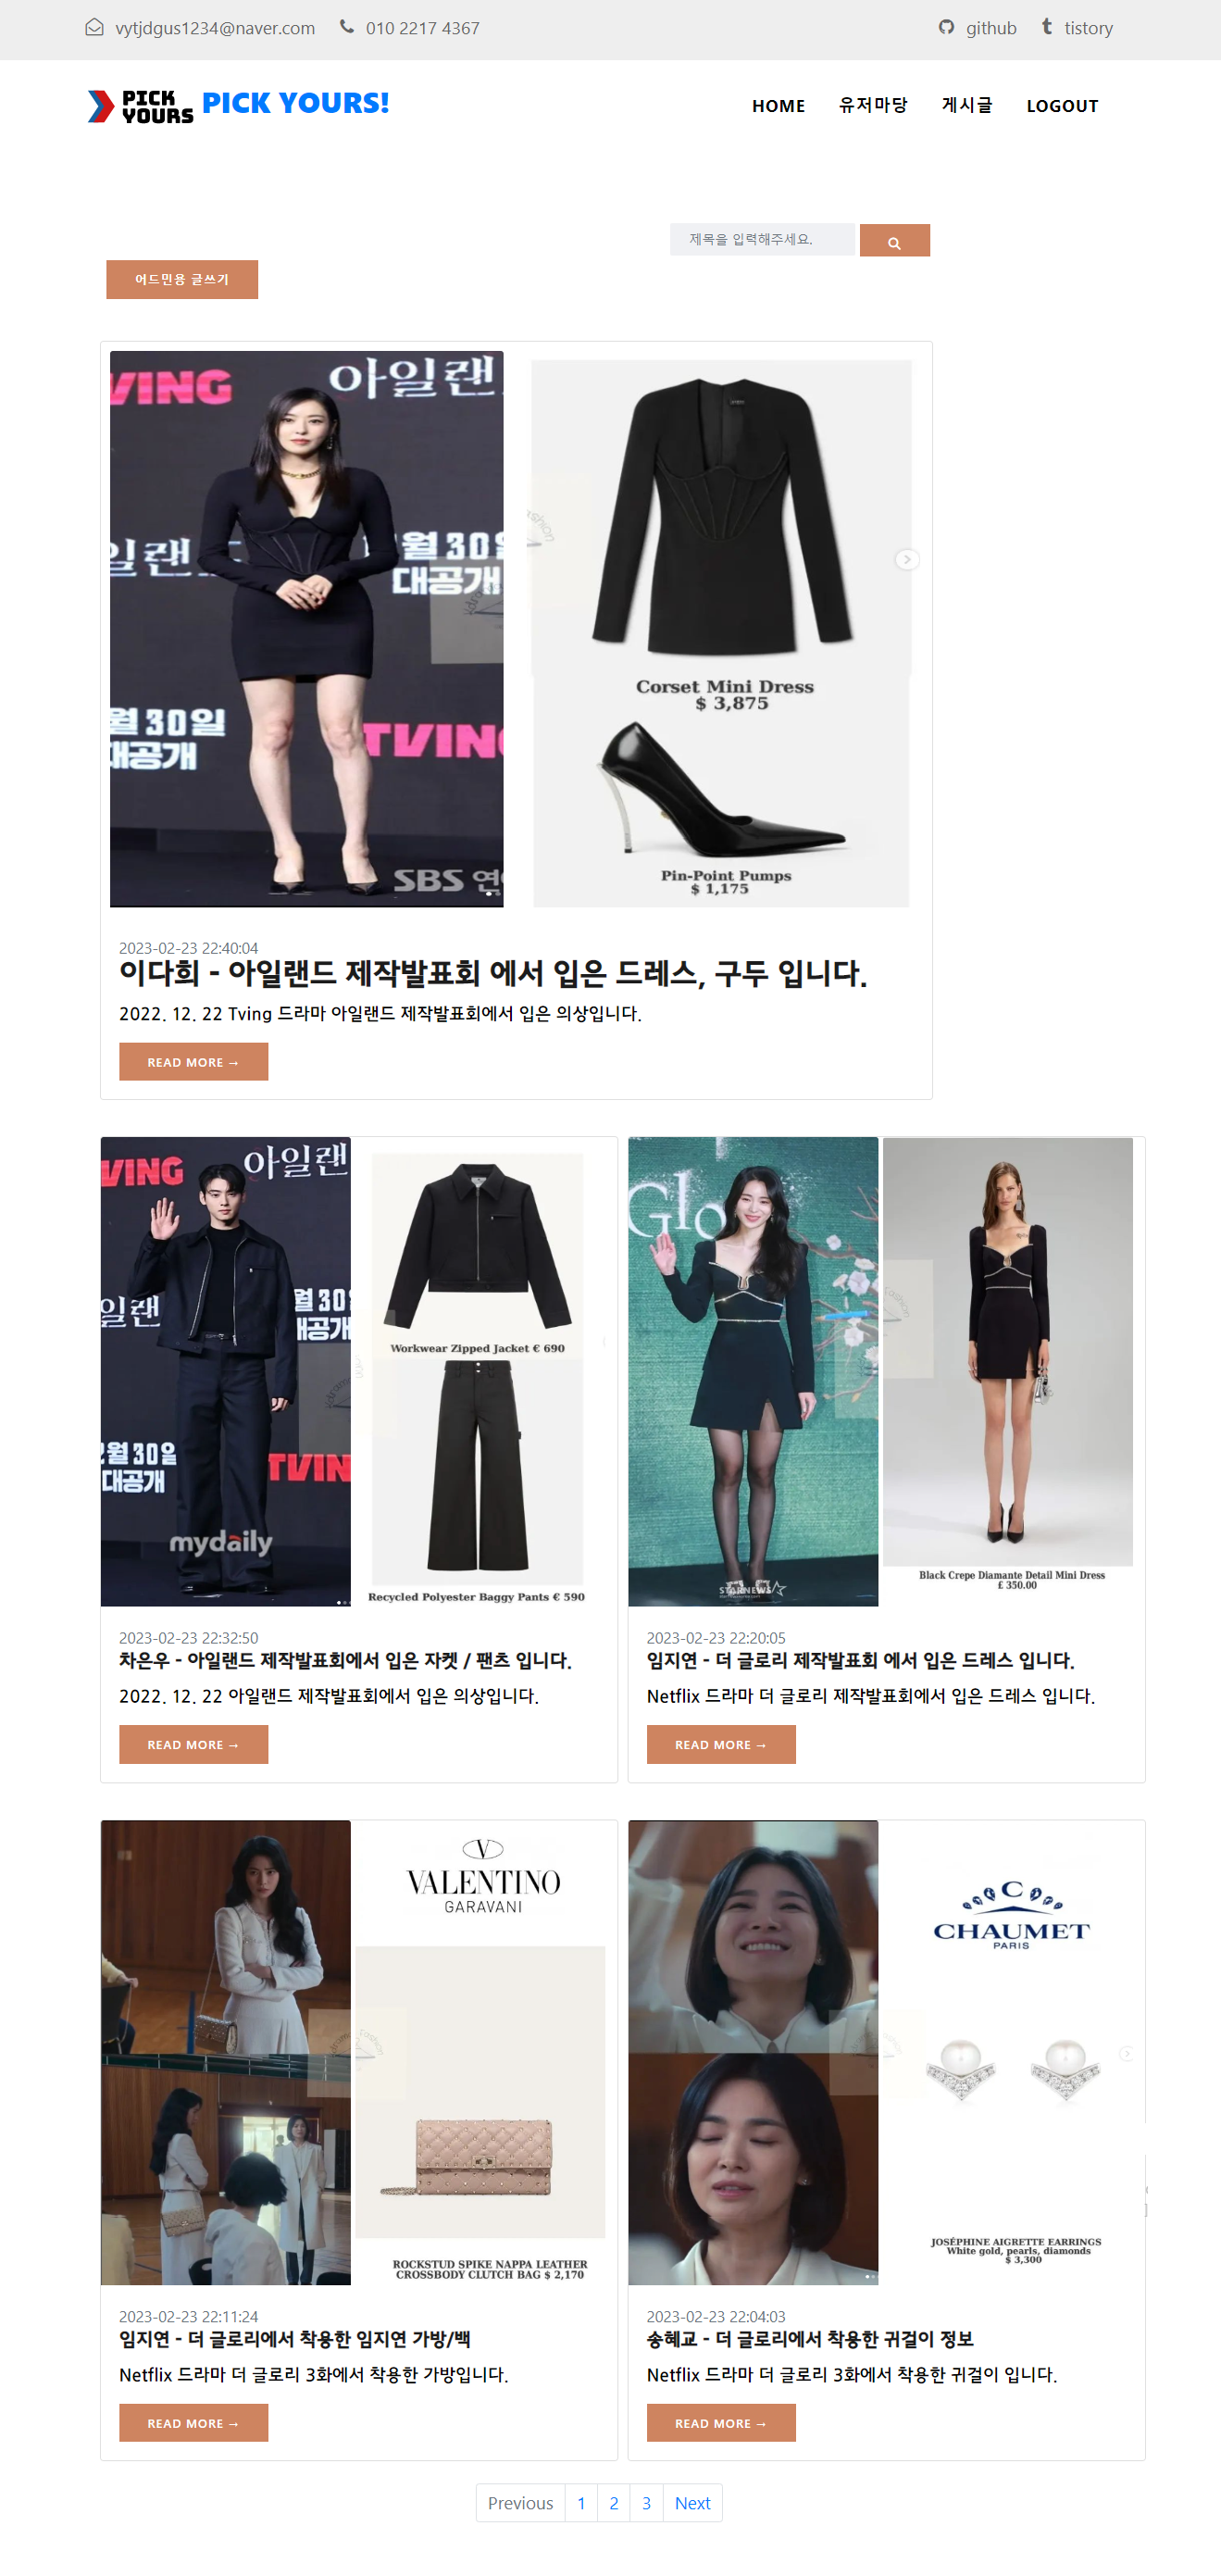 vytjdgus1234@naver.com 010 2217 4367 github tistory
PICK YOURS PICK YOURS! HOME 유저마당 게시글 LOGOUT
제목을 입력해주세요.
어드민용 글쓰기
VING 아일랜
일랜
월 30일
대공개
월 30일
대공개
TVING
SBS 연
Corset Mini Dress
$ 3,875
Pin-Point Pumps
$ 1,175
2023-02-23 22:40:04
이다희 - 아일랜드 제작발표회 에서 입은 드레스, 구두 입니다.
2022. 12. 22 Tving 드라마 아일랜드 제작발표회에서 입은 의상입니다.
READ MORE →
VING 아일랜
일랜
월 30
대공개
월 30일
대공개
TVIN
mydaily
Workwear Zipped Jacket € 690
Recycled Polyester Baggy Pants € 590
2023-02-23 22:32:50
차은우 - 아일랜드 제작발표회에서 입은 자켓 / 팬츠 입니다.
2022. 12. 22 아일랜드 제작발표회에서 입은 의상입니다.
READ MORE →
Glo
STARNEWS
Black Crepe Diamante Detail Mini Dress
£ 350.00
2023-02-23 22:20:05
임지연 - 더 글로리 제작발표회 에서 입은 드레스 입니다.
Netflix 드라마 더 글로리 제작발표회에서 입은 드레스 입니다.
READ MORE →
V
VALENTINO
GARAVANI
ROCKSTUD SPIKE NAPPA LEATHER
CROSSBODY CLUTCH BAG $ 2,170
2023-02-23 22:11:24
임지연 - 더 글로리에서 착용한 임지연 가방/백
Netflix 드라마 더 글로리 3화에서 착용한 가방입니다.
READ MORE →
C
CHAUMET
PARIS
JOSÉPHINE AIGRETTE EARRINGS
White gold, pearls, diamonds
$ 3,300
2023-02-23 22:04:03
송혜교 - 더 글로리에서 착용한 귀걸이 정보
Netflix 드라마 더 글로리 3화에서 착용한 귀걸이 입니다.
READ MORE →
Previous 1 2 3 Next